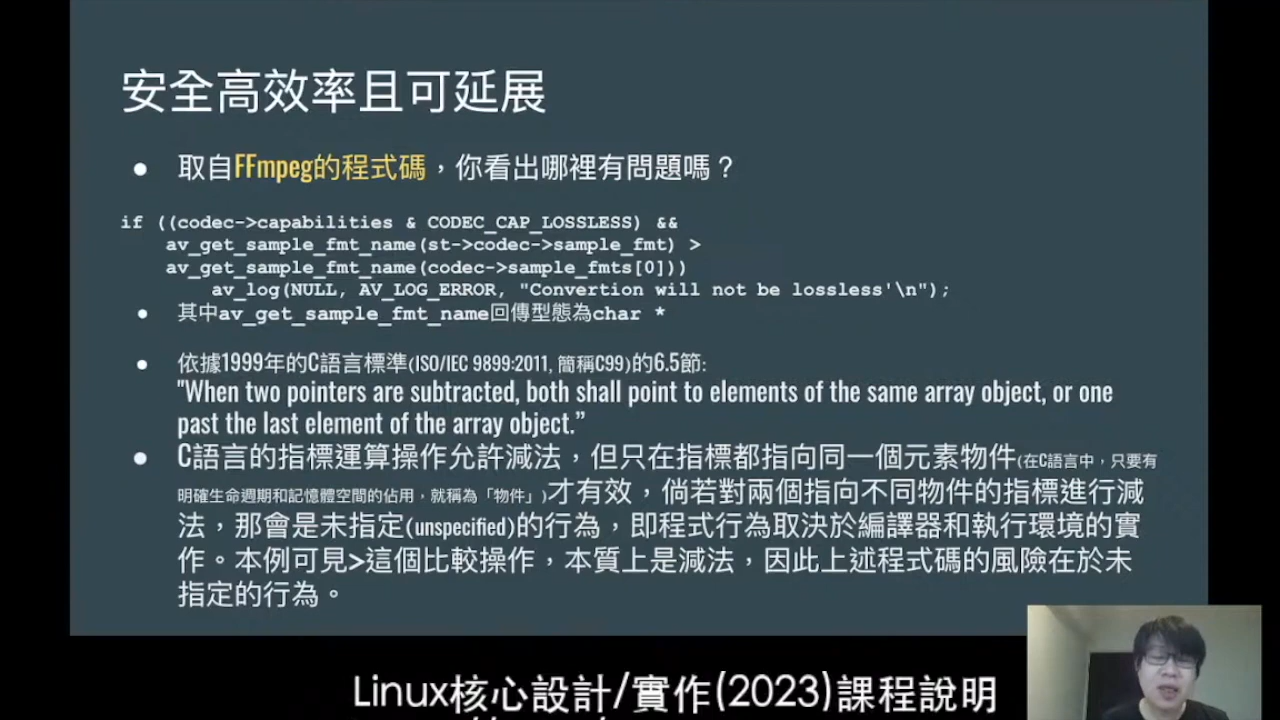 安全高效率且可延展
● 取自FFmpeg的程式碼，你看出哪裡有問題嗎？
if ((codec->capabilities & CODEC_CAP_LOSSLESS) &&
av_get_sample_fmt_name(st->codec->sample_fmt) >
av_get_sample_fmt_name(codec->sample_fmts[0]))
av_log(NULL, AV_LOG_ERROR, "Convertion will not be lossless'\n");
● 其中av_get_sample_fmt_name回傳型態為char *
● 依據1999年的C語言標準(ISO/IEC 9899:2011, 簡稱C99)的6.5節:
"When two pointers are subtracted, both shall point to elements of the same array object, or one
past the last element of the array object.”
● C語言的指標運算操作允許減法，但只在指標都指向同一個元素物件(在C語言中，只要有
明確生命週期和記憶體空間的佔用，就稱為「物件」)才有效，倘若對兩個指向不同物件的指標進行減
法，那會是未指定(unspecified)的行為，即程式行為取決於編譯器和執行環境的實
作。本例可見>這個比較操作，本質上是減法，因此上述程式碼的風險在於未
指定的行為。
Linux核心設計/實作(2023)課程說明